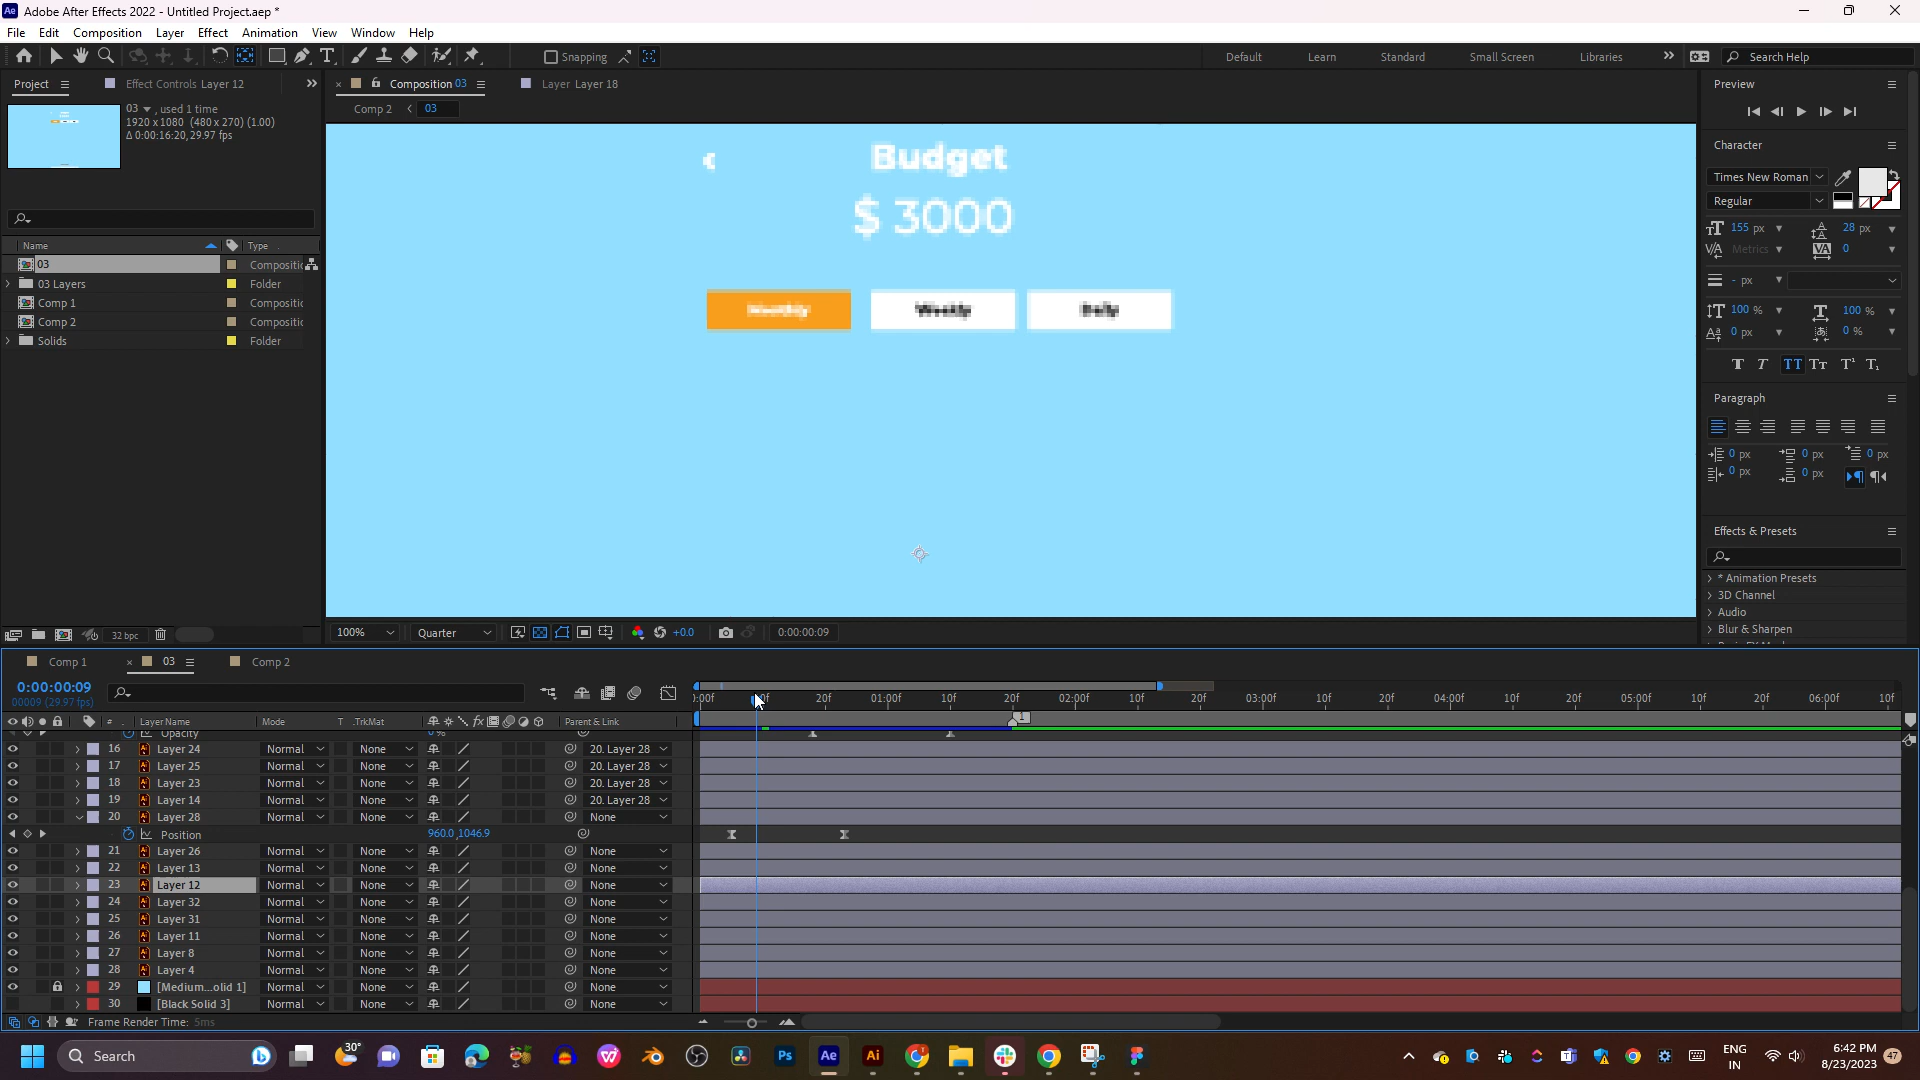 Adobe After Effects 2022 - Untitled Project.aep *
File Edit Composition Layer Effect Animation View Window Help
Snapping Default Learn Standard Small Screen Libraries Search Help
Project Effect Controls Layer 12
03, used 1 time
1920 x 1080 (480 x 270) (1.00)
Δ 0:00:16:20, 29.97 fps
Name Type
03 Compositic
03 Layers Folder
Comp 1 Compositic
Comp 2 Compositic
Solids Folder
32 bpc
Composition 03 Layer Layer 18
Comp 2 03
Budget
$ 3000
Monthly Weekly Daily
100% Quarter +0.0 0:00:00:09
Preview
Character
Times New Roman
Regular
155 px 28 px
Metrics 0
- px
100 % 100 %
0 px 0 %
Paragraph
0 px 0 px 0 px
0 px 0 px
Effects & Presets
* Animation Presets
3D Channel
Audio
Blur & Sharpen
Comp 1 03 Comp 2
0:00:00:09
00009 (29.97 fps)
:00f 20f 01:00f 10f 20f 02:00f 10f 20f 03:00f 10f 20f 04:00f 10f 20f 05:00f 10f 20f 06:00f 10f
# Layer Name Mode T .TrkMat Parent & Link
Opacity 0 %
16 Layer 24 Normal None 20. Layer 28
17 Layer 25 Normal None 20. Layer 28
18 Layer 23 Normal None 20. Layer 28
19 Layer 14 Normal None 20. Layer 28
20 Layer 28 Normal None None
Position 960.0,1046.9
21 Layer 26 Normal None None
22 Layer 13 Normal None None
23 Layer 12 Normal None None
24 Layer 32 Normal None None
25 Layer 31 Normal None None
26 Layer 11 Normal None None
27 Layer 8 Normal None None
28 Layer 4 Normal None None
29 [Medium...olid 1] Normal None None
30 [Black Solid 3] Normal None None
Frame Render Time: 5ms
Search 30° ENG IN 6:42 PM 8/23/2023 47